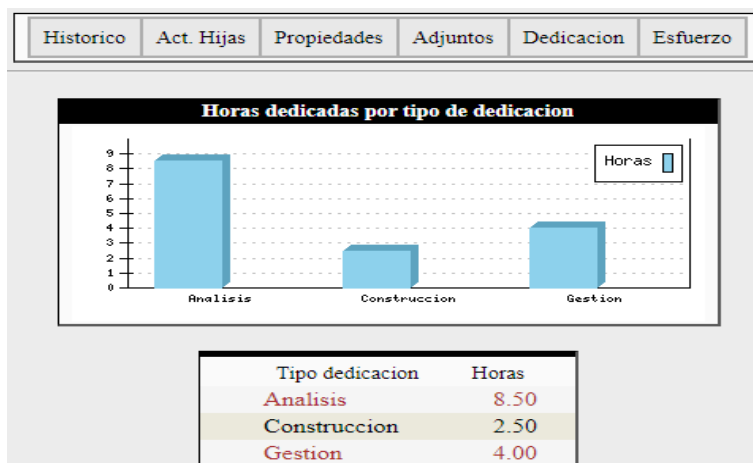 Historico Act. Hijas Propiedades Adjuntos Dedicacion Esfuerzo
Horas dedicadas por tipo de dedicacion
Horas
9
8
7
6
5
4
3
2
1
0
Analisis Construccion Gestion
Tipo dedicacion Horas
Analisis 8.50
Construccion 2.50
Gestion 4.00